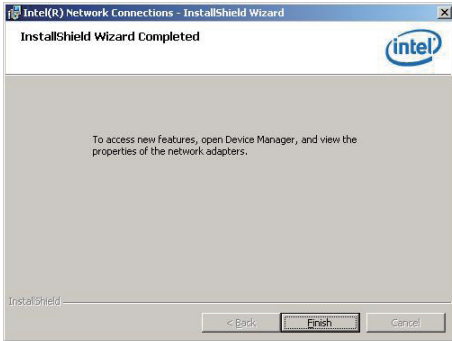 Intel(R) Network Connections - InstallShield Wizard
InstallShield Wizard Completed
intel
To access new features, open Device Manager, and view the
properties of the network adapters.
InstallShield
< Back
Finish
Cancel